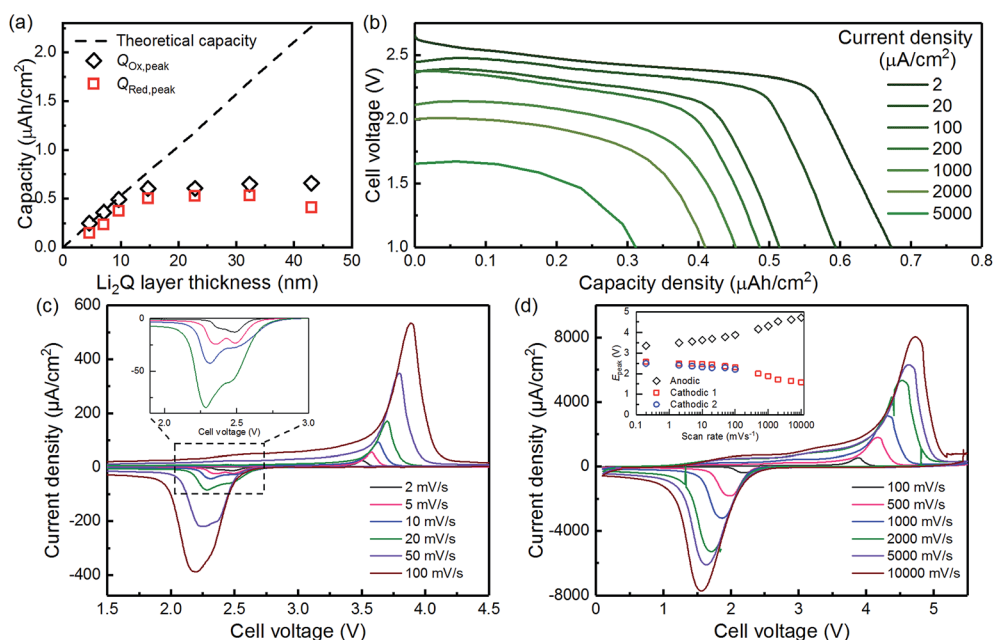 (a)
Theoretical capacity
Q_Ox,peak
Q_Red,peak
Capacity (μAh/cm²)
2.0
1.5
1.0
0.5
0.0
0 10 20 30 40 50
Li₂Q layer thickness (nm)
(b)
Current density
(μA/cm²)
2
20
100
200
1000
2000
5000
Cell voltage (V)
2.5
2.0
1.5
1.0
0.0 0.1 0.2 0.3 0.4 0.5 0.6 0.7 0.8
Capacity density (μAh/cm²)
(c)
0
-50
2.0 2.5 3.0
Cell voltage (V)
Current density (μA/cm²)
600
400
200
0
-200
-400
2 mV/s
5 mV/s
10 mV/s
20 mV/s
50 mV/s
100 mV/s
1.5 2.0 2.5 3.0 3.5 4.0 4.5
Cell voltage (V)
(d)
E_peak (V)
5
4
3
2
1
0
Anodic
Cathodic 1
Cathodic 2
0.1 1 10 100 1000 10000
Scan rate (mVs⁻¹)
Current density (μA/cm²)
8000
4000
0
-4000
-8000
100 mV/s
500 mV/s
1000 mV/s
2000 mV/s
5000 mV/s
10000 mV/s
0 1 2 3 4 5
Cell voltage (V)